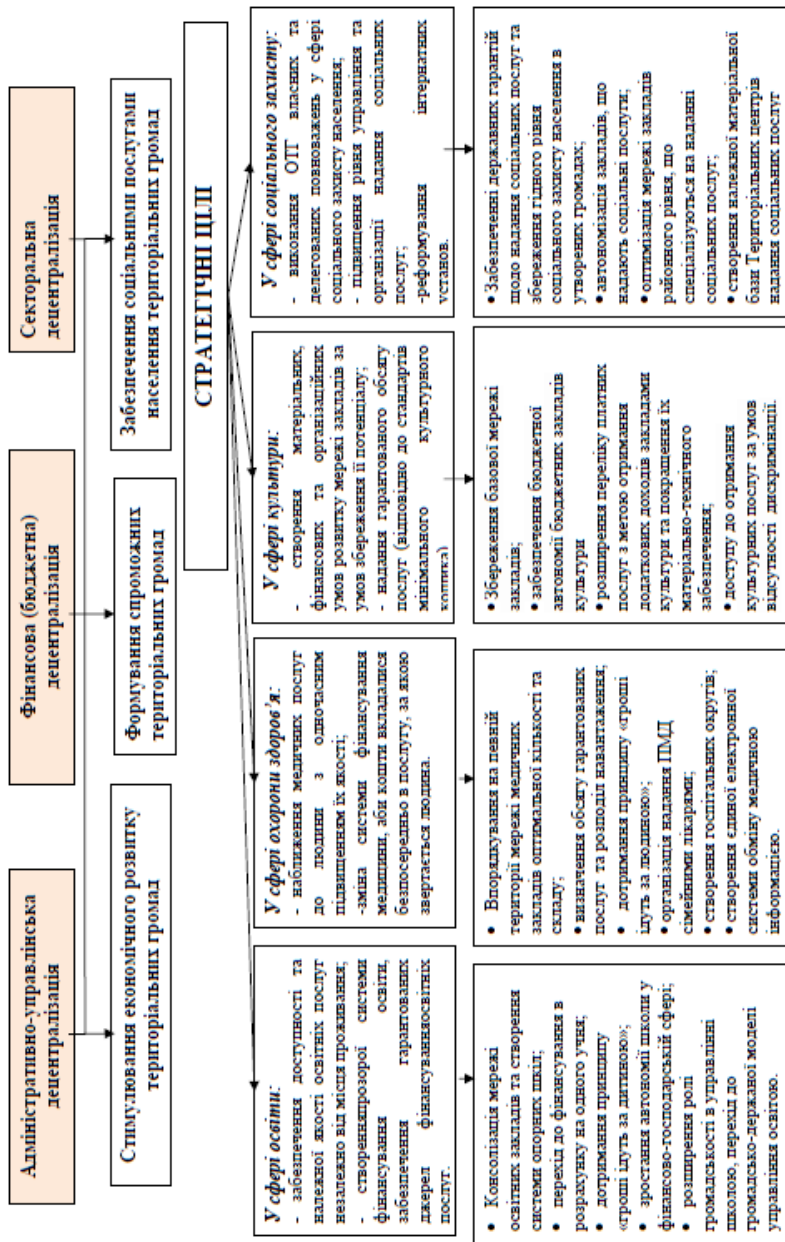 Адміністративно-управлінська
децентралізація
Фінансова (бюджетна)
децентралізація
Секторальна
децентралізація
Стимулювання економічного розвитку
територіальних громад
Формування спроможних
територіальних громад
Забезпечення соціальними послугами
населення територіальних громад
СТРАТЕГІЧНІ ЦІЛІ
У сфері освіти:
- забезпечення доступності та
належної якості освітніх послуг
незалежно від місця проживання;
- створенняпрозорої системи
фінансування освіти,
забезпечення гарантованих
джерел фінансуванняосвітніх
послуг.
У сфері охорони здоров'я:
- наближення медичних послуг
до людини з одночасним
підвищенням їх якості;
-зміна системи фінансування
медицини, аби кошти вкладалися
безпосередньо в послугу, за якою
звертається людина.
У сфері культури:
- створення матеріальних,
фінансових та організаційних
умов розвитку мережі закладів за
умов збереження її потенціалу;
- надання гарантованого обсягу
послуг (відповідно до стандартів
мінімального культурного
кошика)
У сфері соціального захисту:
- виконання ОТГ власних та
делегованих повноважень у сфері
соціального захисту населення;
- підвищення рівня управління та
організації надання соціальних
послуг;
-реформування інтернатних
установ.
• Консолізація мережі
освітніх закладів та створення
системи опорних шкіл;
• перехід до фінансування в
розрахунку на одного учня;
• дотримання принципу
«гроші ідуть за дитиною»;
• зростання автономії школи у
фінансово-господарській сфері;
• розширення ролі
громадськості в управлінні
школою, перехід до
громадсько-держаної моделі
управління освітою.
• Впорядкування на певній
території мережі медичних
закладів оптимальної кількості та
складу;
• визначення обсягу гарантованих
послуг та розподіл навантаження;
• дотримання принципу «гроші
ідуть за людиною»;
• організація надання ПМД
сімейними лікарями;
• створення госпітальних округів;
• створення єдиної електронної
системи обміну медичною
інформацією.
• Збереження базової мережі
закладів;
• забезпечення бюджетної
автономії бюджетних закладів
культури
• розширення переліку платних
послуг з метою отримання
додаткових доходів закладами
культури та покращення їх
матеріально-технічного
забезпечення;
• доступу до отримання
культурних послуг за умов
відсутності дискримінації.
• Забезпеченні державних гарантій
щодо надання соціальних послуг та
збереження гідного рівня
соціального захисту населення в
утворених громадах;
• автономізація закладів, що
надають соціальні послуги;
• оптимізація мережі закладів
районного рівня, що
спеціалізуються на наданні
соціальних послуг;
• створення належної матеріальної
бази Територіальних центрів
надання соціальних послуг